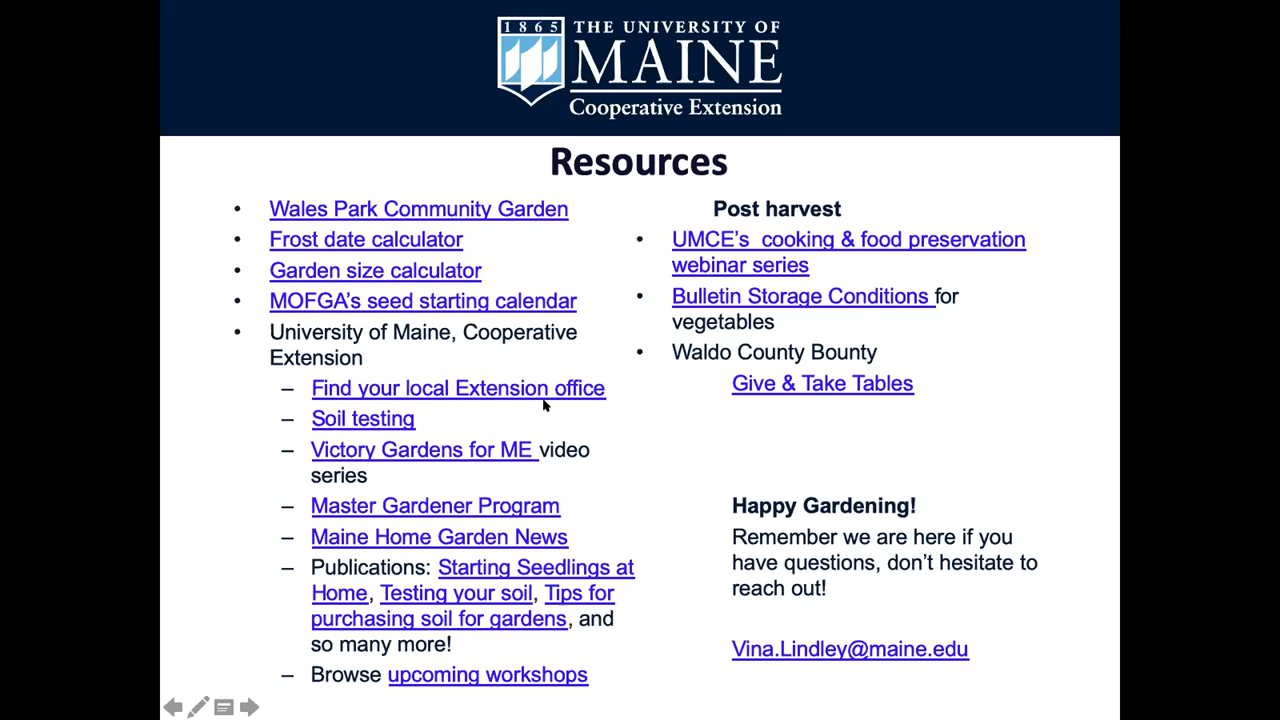 1865
THE UNIVERSITY OF
MAINE
Cooperative Extension
Resources
• Wales Park Community Garden
• Frost date calculator
• Garden size calculator
• MOFGA's seed starting calendar
• University of Maine, Cooperative
Extension
– Find your local Extension office
– Soil testing
– Victory Gardens for ME video
series
– Master Gardener Program
– Maine Home Garden News
– Publications: Starting Seedlings at
Home, Testing your soil, Tips for
purchasing soil for gardens, and
so many more!
– Browse upcoming workshops
Post harvest
• UMCE's  cooking & food preservation
webinar series
• Bulletin Storage Conditions for
vegetables
• Waldo County Bounty
Give & Take Tables
Happy Gardening!
Remember we are here if you
have questions, don't hesitate to
reach out!
Vina.Lindley@maine.edu